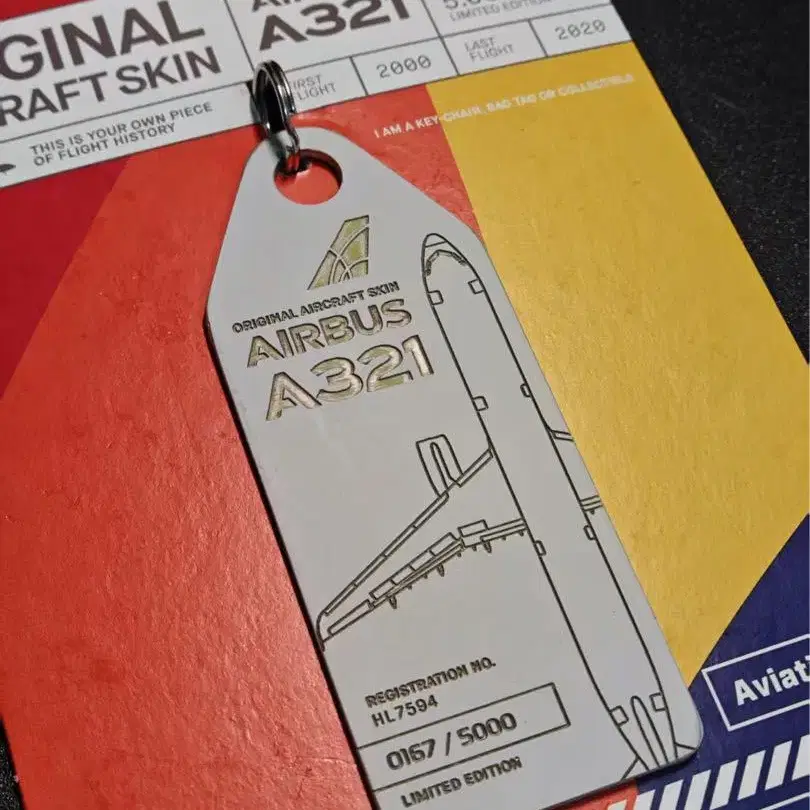 GINAL
RAFT SKIN
THIS IS YOUR OWN PIECE
OF FLIGHT HISTORY
A321
LIMITED EDITION
FLIGHT
2000
LAST
FLIGHT
2020
I AM A KEY-CHAIR, BAG TAG OR COLLECTIBLE
ORIGINAL AIRCRAFT SKIN
AIRBUS
A321
REGISTRATION NO.
HL7594
0167 / 5000
LIMITED EDITION
Aviat